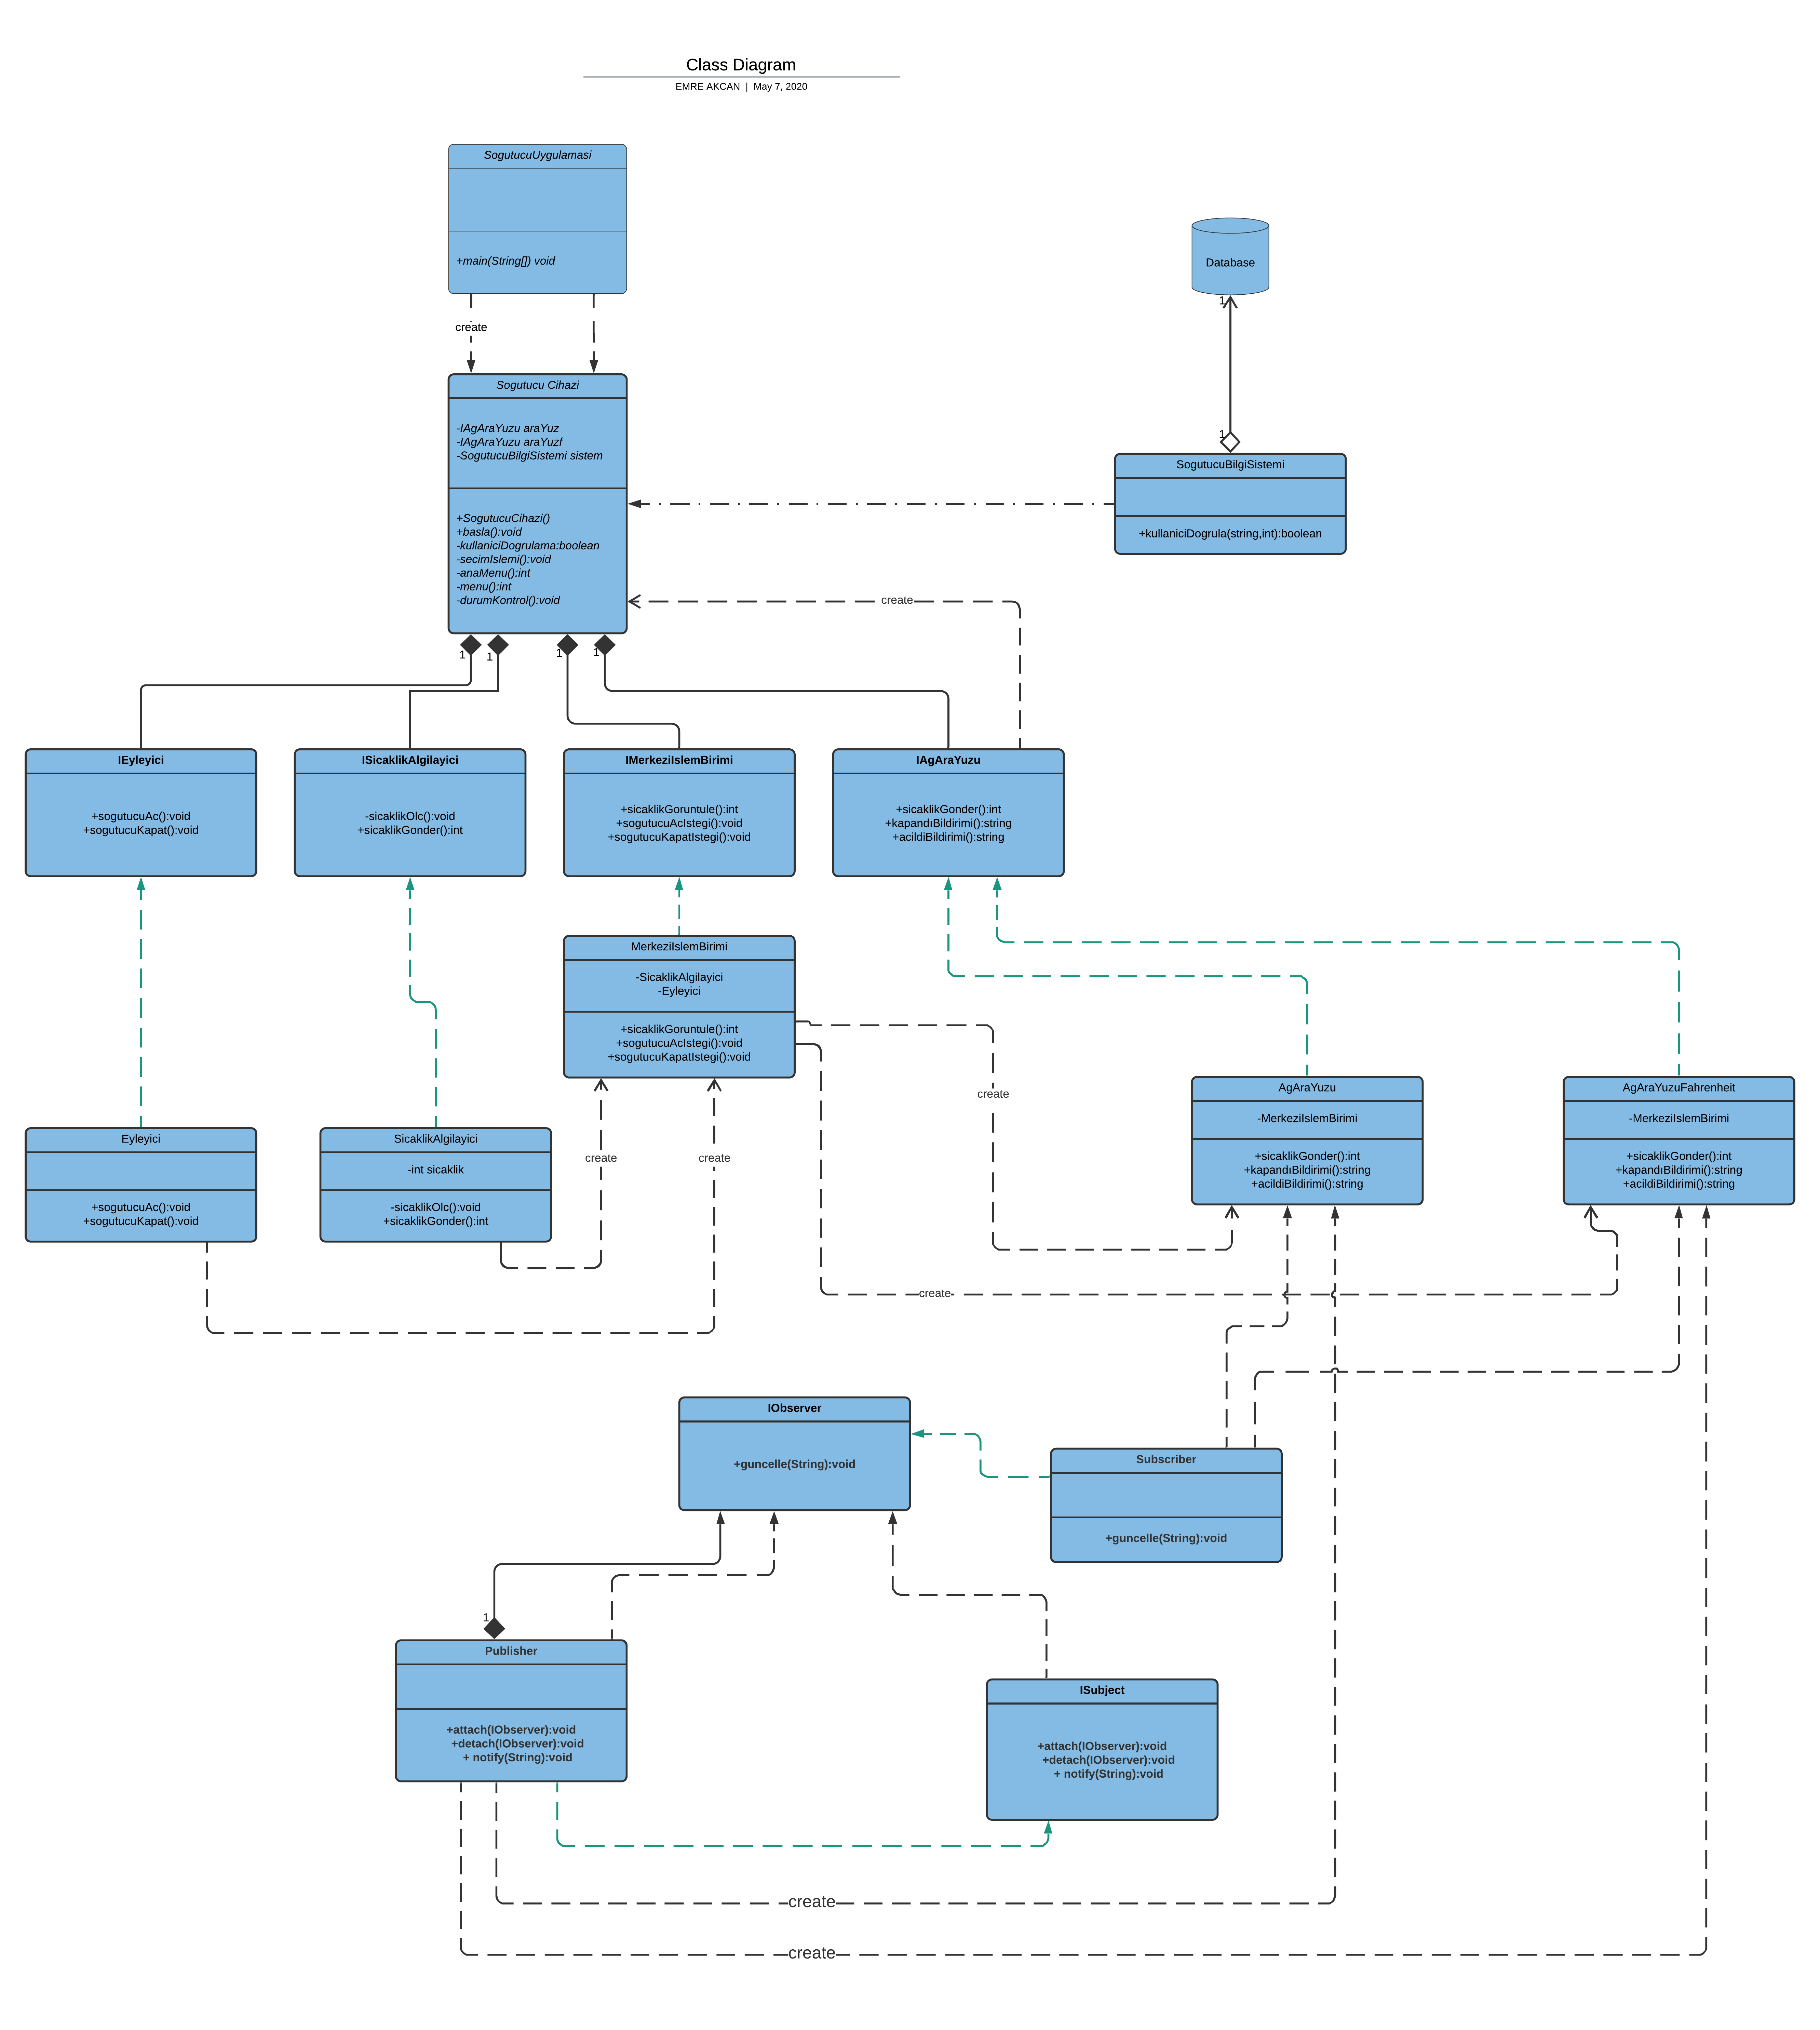 Class Diagram
EMRE AKCAN | May 7, 2020
SogutucuUygulamasi
+main(String[]) void
create
Database
1
1
Sogutucu Cihazi
-IAgAraYuzu araYuz
-IAgAraYuzu araYuzf
-SogutucuBilgiSistemi sistem
+SogutucuCihazi()
+basla():void
-kullaniciDogrulama:boolean
-secimIslemi():void
-anaMenu():int
-menu():int
-durumKontrol():void
SogutucuBilgiSistemi
+kullaniciDogrula(string,int):boolean
create
1
1
1
1
IEyleyici
+sogutucuAc():void
+sogutucuKapat():void
ISicaklikAlgilayici
-sicaklikOlc():void
+sicaklikGonder():int
IMerkeziIslemBirimi
+sicaklikGoruntule():int
+sogutucuAcIstegi():void
+sogutucuKapatIstegi():void
IAgAraYuzu
+sicaklikGonder():int
+kapandıBildirimi():string
+acildiBildirimi():string
MerkeziIslemBirimi
-SicaklikAlgilayici
-Eyleyici
+sicaklikGoruntule():int
+sogutucuAcIstegi():void
+sogutucuKapatIstegi():void
create
AgAraYuzu
-MerkeziIslemBirimi
+sicaklikGonder():int
+kapandıBildirimi():string
+acildiBildirimi():string
AgAraYuzuFahrenheit
-MerkeziIslemBirimi
+sicaklikGonder():int
+kapandıBildirimi():string
+acildiBildirimi():string
Eyleyici
+sogutucuAc():void
+sogutucuKapat():void
SicaklikAlgilayici
-int sicaklik
-sicaklikOlc():void
+sicaklikGonder():int
create
create
create
IObserver
+guncelle(String):void
Subscriber
+guncelle(String):void
1
Publisher
+attach(IObserver):void
+detach(IObserver):void
+ notify(String):void
ISubject
+attach(IObserver):void
+detach(IObserver):void
+ notify(String):void
create
create